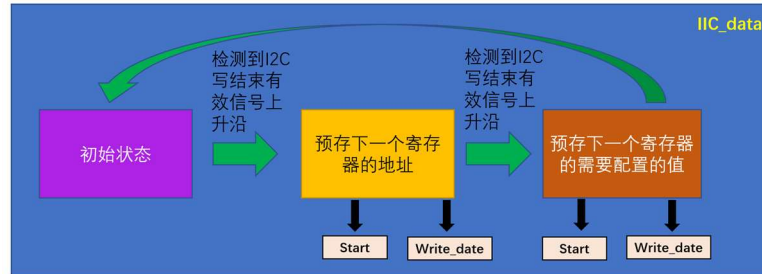 IIC_data
检测到I2C
写结束有
效信号上
升沿
检测到I2C
写结束有
效信号上
升沿
初始状态
预存下一个寄存
器的地址
预存下一个寄存器
的需要配置的值
Start
Write_date
Start
Write_date